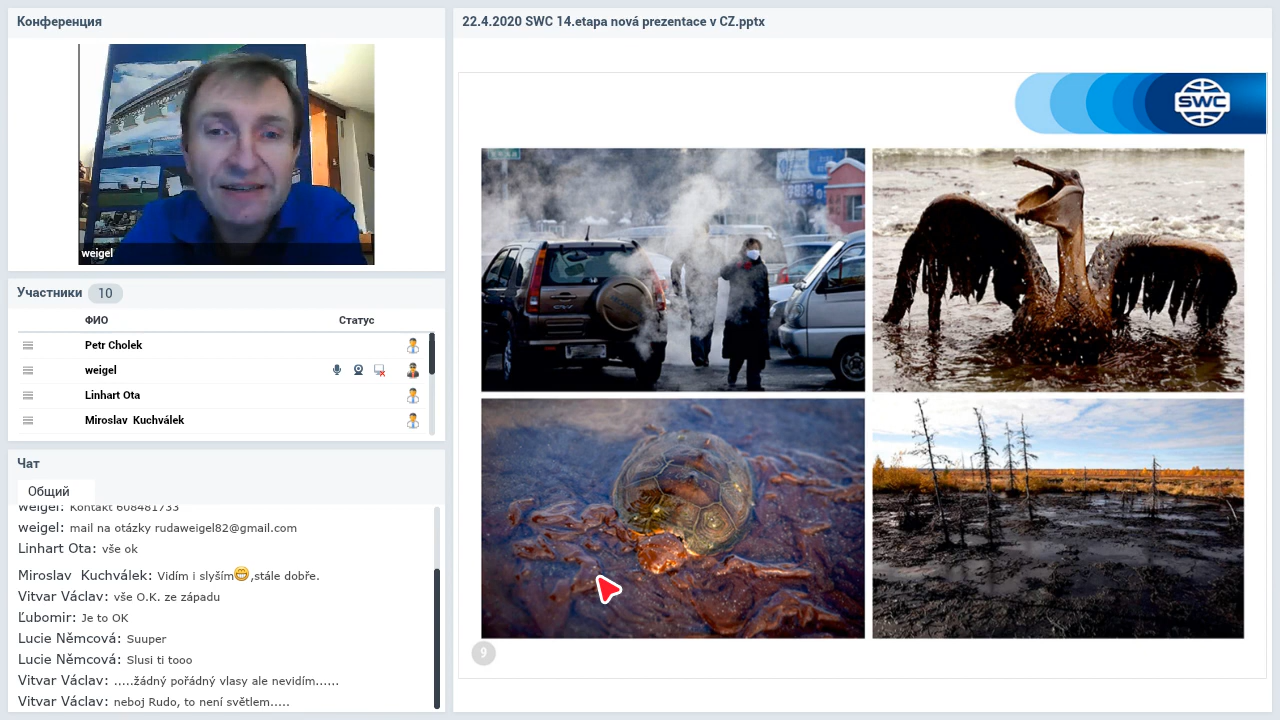 Конференция
weigel
Участники 10
ФИО Статус
Petr Cholek
weigel
Linhart Ota
Miroslav Kuchválek
Чат
Общий
weigel: Kontakt 608481733
weigel: mail na otázky rudaweigel82@gmail.com
Linhart Ota: vše ok
Miroslav Kuchválek: Vidím i slyším😁,stále dobře.
Vitvar Václav: vše O.K. ze západu
Ľubomir: Je to OK
Lucie Němcová: Suuper
Lucie Němcová: Slusi ti tooo
Vitvar Václav: .....žádný pořádný vlasy ale nevidím......
Vitvar Václav: neboj Rudo, to není světlem.....
22.4.2020 SWC 14.etapa nová prezentace v CZ.pptx
SWC
9